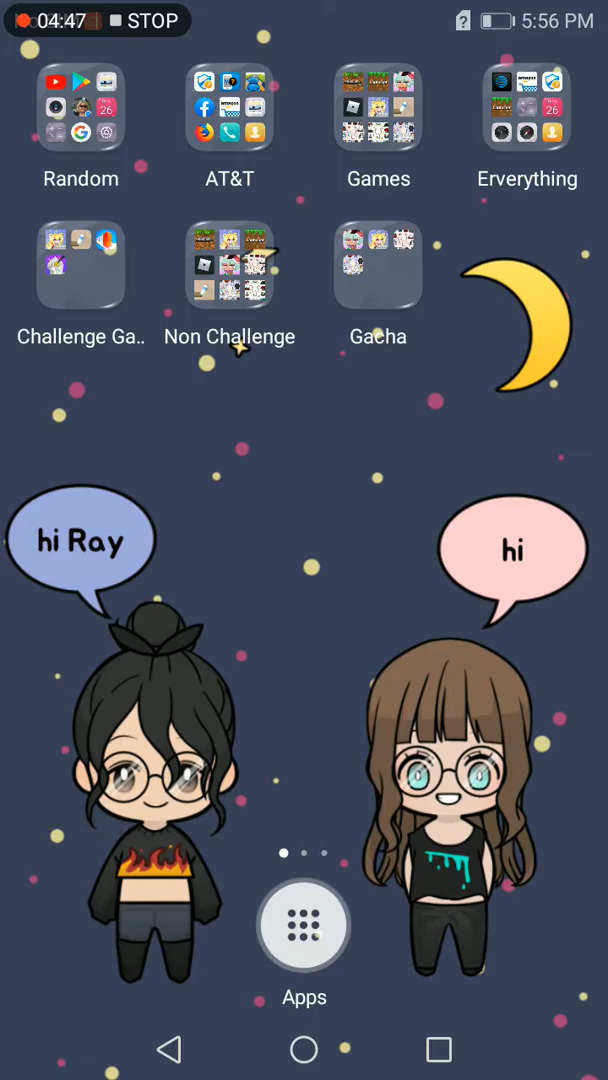 04:47 STOP 5:56 PM
Random AT&T Games Erverything
Challenge Ga.. Non Challenge Gacha
hi Ray
hi
Apps